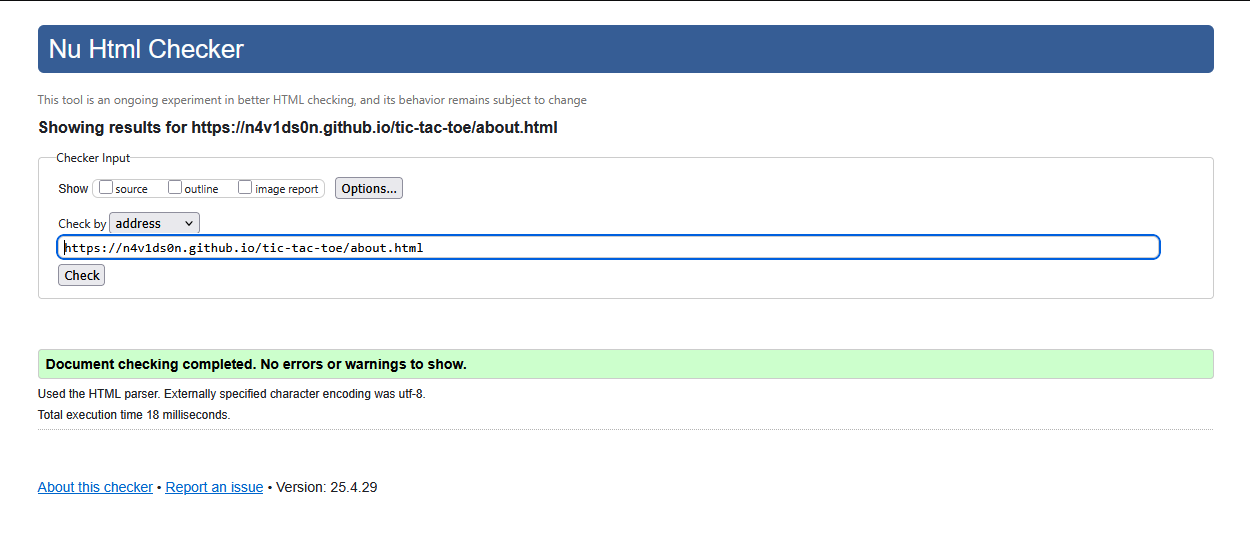 Nu Html Checker
This tool is an ongoing experiment in better HTML checking, and its behavior remains subject to change
Showing results for https://n4v1ds0n.github.io/tic-tac-toe/about.html
Checker Input
Show source outline image report Options...
Check by address
https://n4v1ds0n.github.io/tic-tac-toe/about.html
Check
Document checking completed. No errors or warnings to show.
Used the HTML parser. Externally specified character encoding was utf-8.
Total execution time 18 milliseconds.
About this checker • Report an issue • Version: 25.4.29